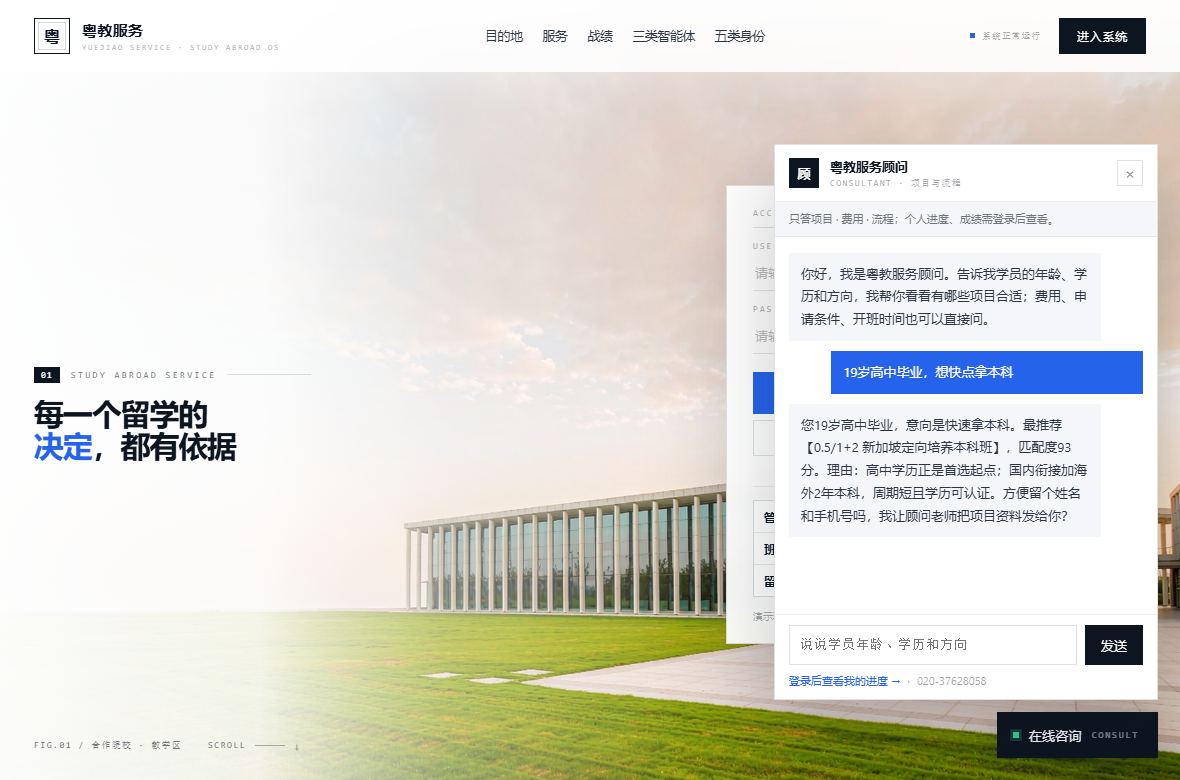 粤
粤教服务
YUEJIAO SERVICE · STUDY ABROAD OS
目的地 服务 战绩 三类智能体 五类身份
系统正常运行
进入系统
01 STUDY ABROAD SERVICE
每一个留学的
决定，都有依据
FIG.01 / 合作院校 · 教学区 SCROLL ↓
ACC
USE
请
PAS
请
管
班
留
演示
顾
粤教服务顾问
CONSULTANT · 项目与流程
×
只答项目 · 费用 · 流程；个人进度、成绩需登录后查看。
你好，我是粤教服务顾问。告诉我学员的年龄、学
历和方向，我帮你看看有哪些项目合适；费用、申
请条件、开班时间也可以直接问。
19岁高中毕业，想快点拿本科
您19岁高中毕业，意向是快速拿本科。最推荐
【0.5/1+2 新加坡定向培养本科班】，匹配度93
分。理由：高中学历正是首选起点；国内衔接加海
外2年本科，周期短且学历可认证。方便留个姓名
和手机号吗，我让顾问老师把项目资料发给你？
说说学员年龄、学历和方向
发送
登录后查看我的进度 → · 020-37628058
在线咨询 CONSULT